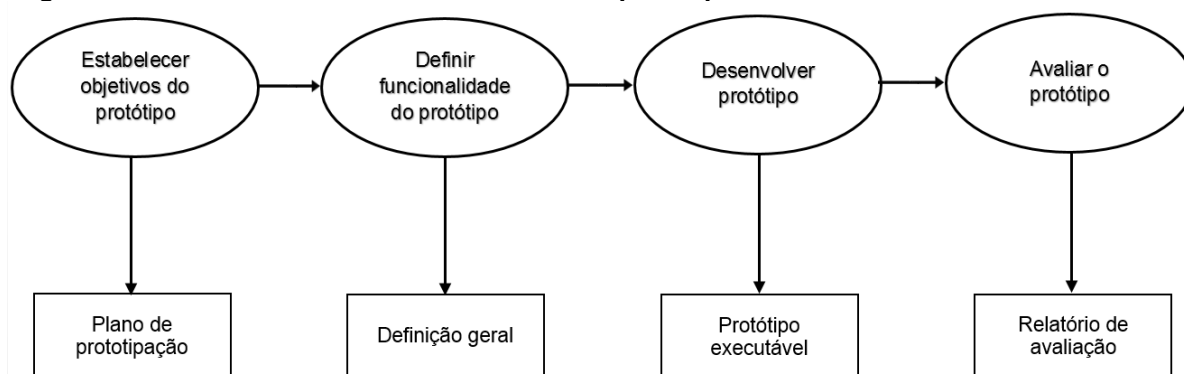 Estabelecer
objetivos do
protótipo
Definir
funcionalidade
do protótipo
Desenvolver
protótipo
Avaliar o
protótipo
Plano de
prototipação
Definição geral
Protótipo
executável
Relatório de
avaliação